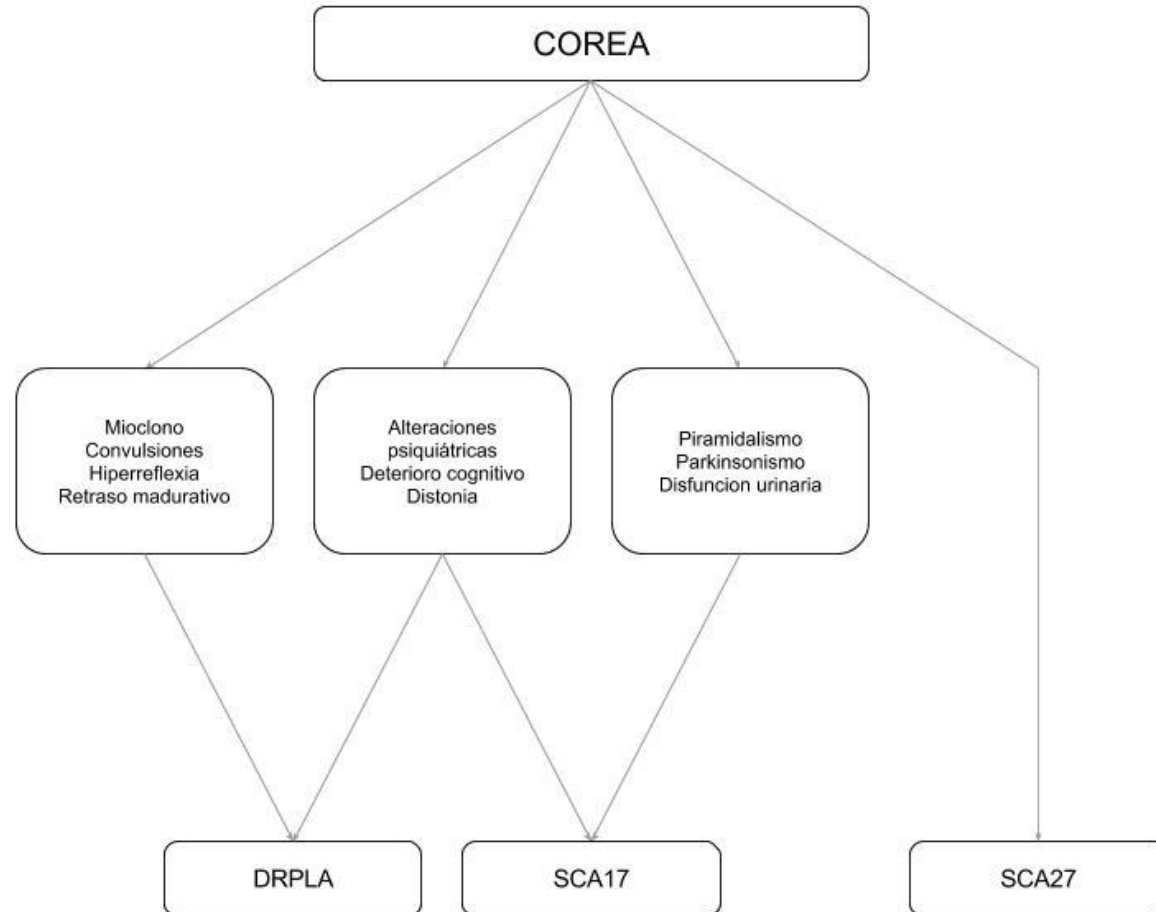 COREA
Mioclono
Convulsiones
Hiperreflexia
Retraso madurativo
Alteraciones
psiquiátricas
Deterioro cognitivo
Distonia
Piramidalismo
Parkinsonismo
Disfuncion urinaria
DRPLA
SCA17
SCA27